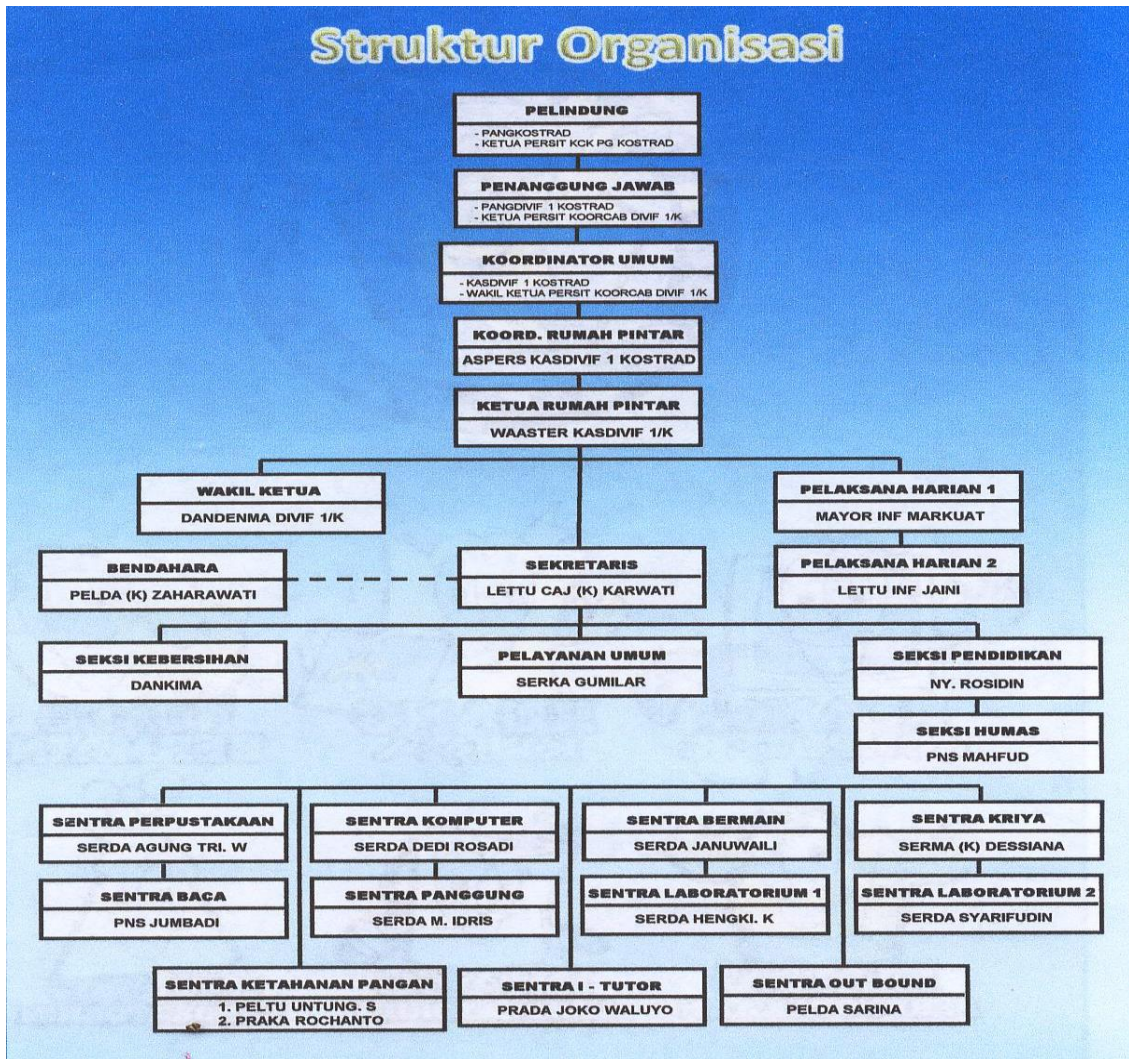 Struktur Organisasi
PELINDUNG
- PANGKOSTRAD
- KETUA PERSIT KCK PG KOSTRAD
PENANGGUNG JAWAB
- PANGDIVIF 1 KOSTRAD
- KETUA PERSIT KOORCAB DIVIF 1/K
KOORDINATOR UMUM
- KASDIVIF 1 KOSTRAD
- WAKIL KETUA PERSIT KOORCAB DIVIF 1/K
KOORD. RUMAH PINTAR
ASPERS KASDIVIF 1 KOSTRAD
KETUA RUMAH PINTAR
WAASTER KASDIVIF 1/K
WAKIL KETUA
DANDENMA DIVIF 1/K
PELAKSANA HARIAN 1
MAYOR INF MARKUAT
BENDAHARA
PELDA (K) ZAHARAWATI
SEKRETARIS
LETTU CAJ (K) KARWATI
PELAKSANA HARIAN 2
LETTU INF JAINI
SEKSI KEBERSIHAN
DANKIMA
PELAYANAN UMUM
SERKA GUMILAR
SEKSI PENDIDIKAN
NY. ROSIDIN
SEKSI HUMAS
PNS MAHFUD
SENTRA PERPUSTAKAAN
SERDA AGUNG TRI. W
SENTRA KOMPUTER
SERDA DEDI ROSADI
SENTRA BERMAIN
SERDA JANUWAILI
SENTRA KRIYA
SERMA (K) DESSIANA
SENTRA BACA
PNS JUMBADI
SENTRA PANGGUNG
SERDA M. IDRIS
SENTRA LABORATORIUM 1
SERDA HENGKI. K
SENTRA LABORATORIUM 2
SERDA SYARIFUDIN
SENTRA KETAHANAN PANGAN
1. PELTU UNTUNG. S
2. PRAKA ROCHANTO
SENTRA I - TUTOR
PRADA JOKO WALUYO
SENTRA OUT BOUND
PELDA SARINA